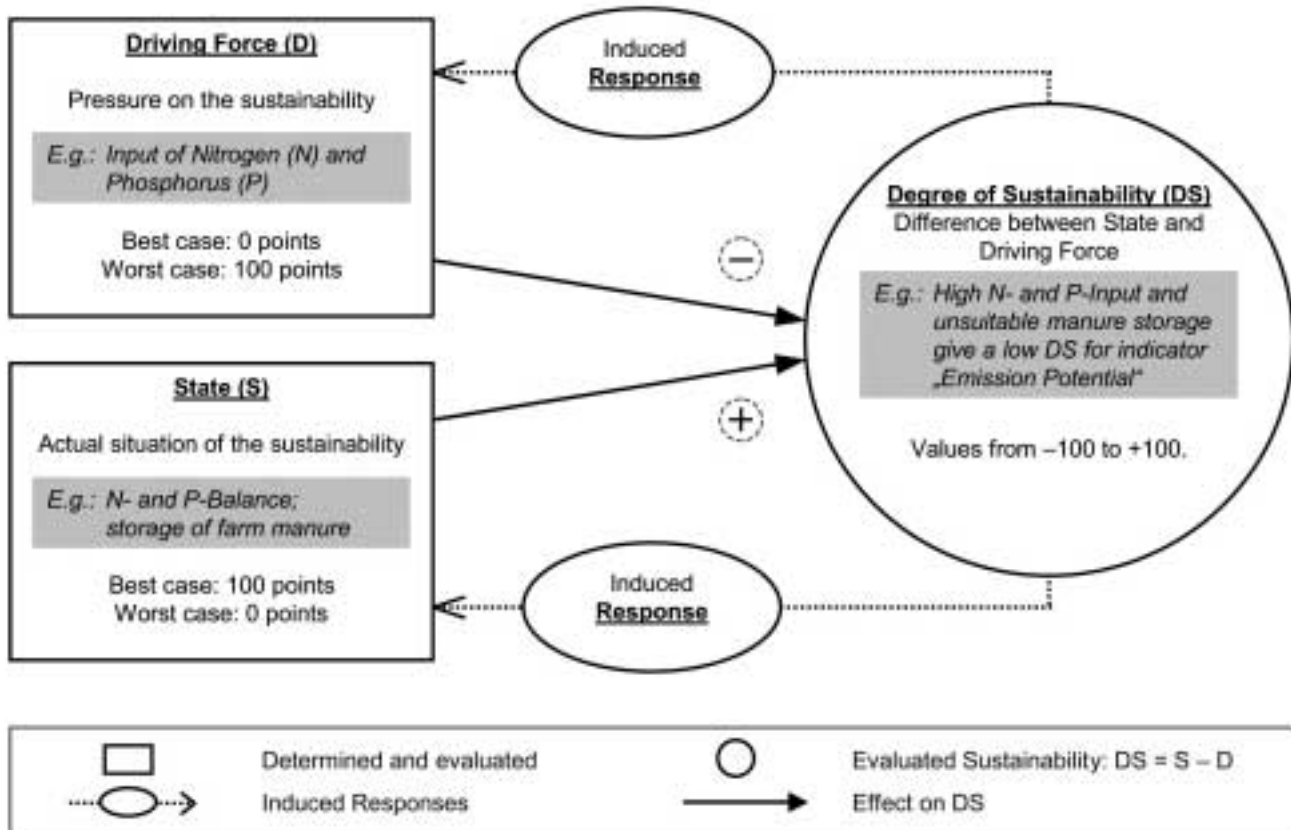 Driving Force (D)
Pressure on the sustainability
E.g.: Input of Nitrogen (N) and
Phosphorus (P)
Best case: 0 points
Worst case: 100 points
Induced
Response
Degree of Sustainability (DS)
Difference between State and
Driving Force
E.g.: High N- and P-Input and
unsuitable manure storage
give a low DS for indicator
„Emission Potential“
Values from –100 to +100.
−
+
State (S)
Actual situation of the sustainability
E.g.: N- and P-Balance;
storage of farm manure
Best case: 100 points
Worst case: 0 points
Induced
Response
Determined and evaluated
Evaluated Sustainability: DS = S – D
Induced Responses
Effect on DS